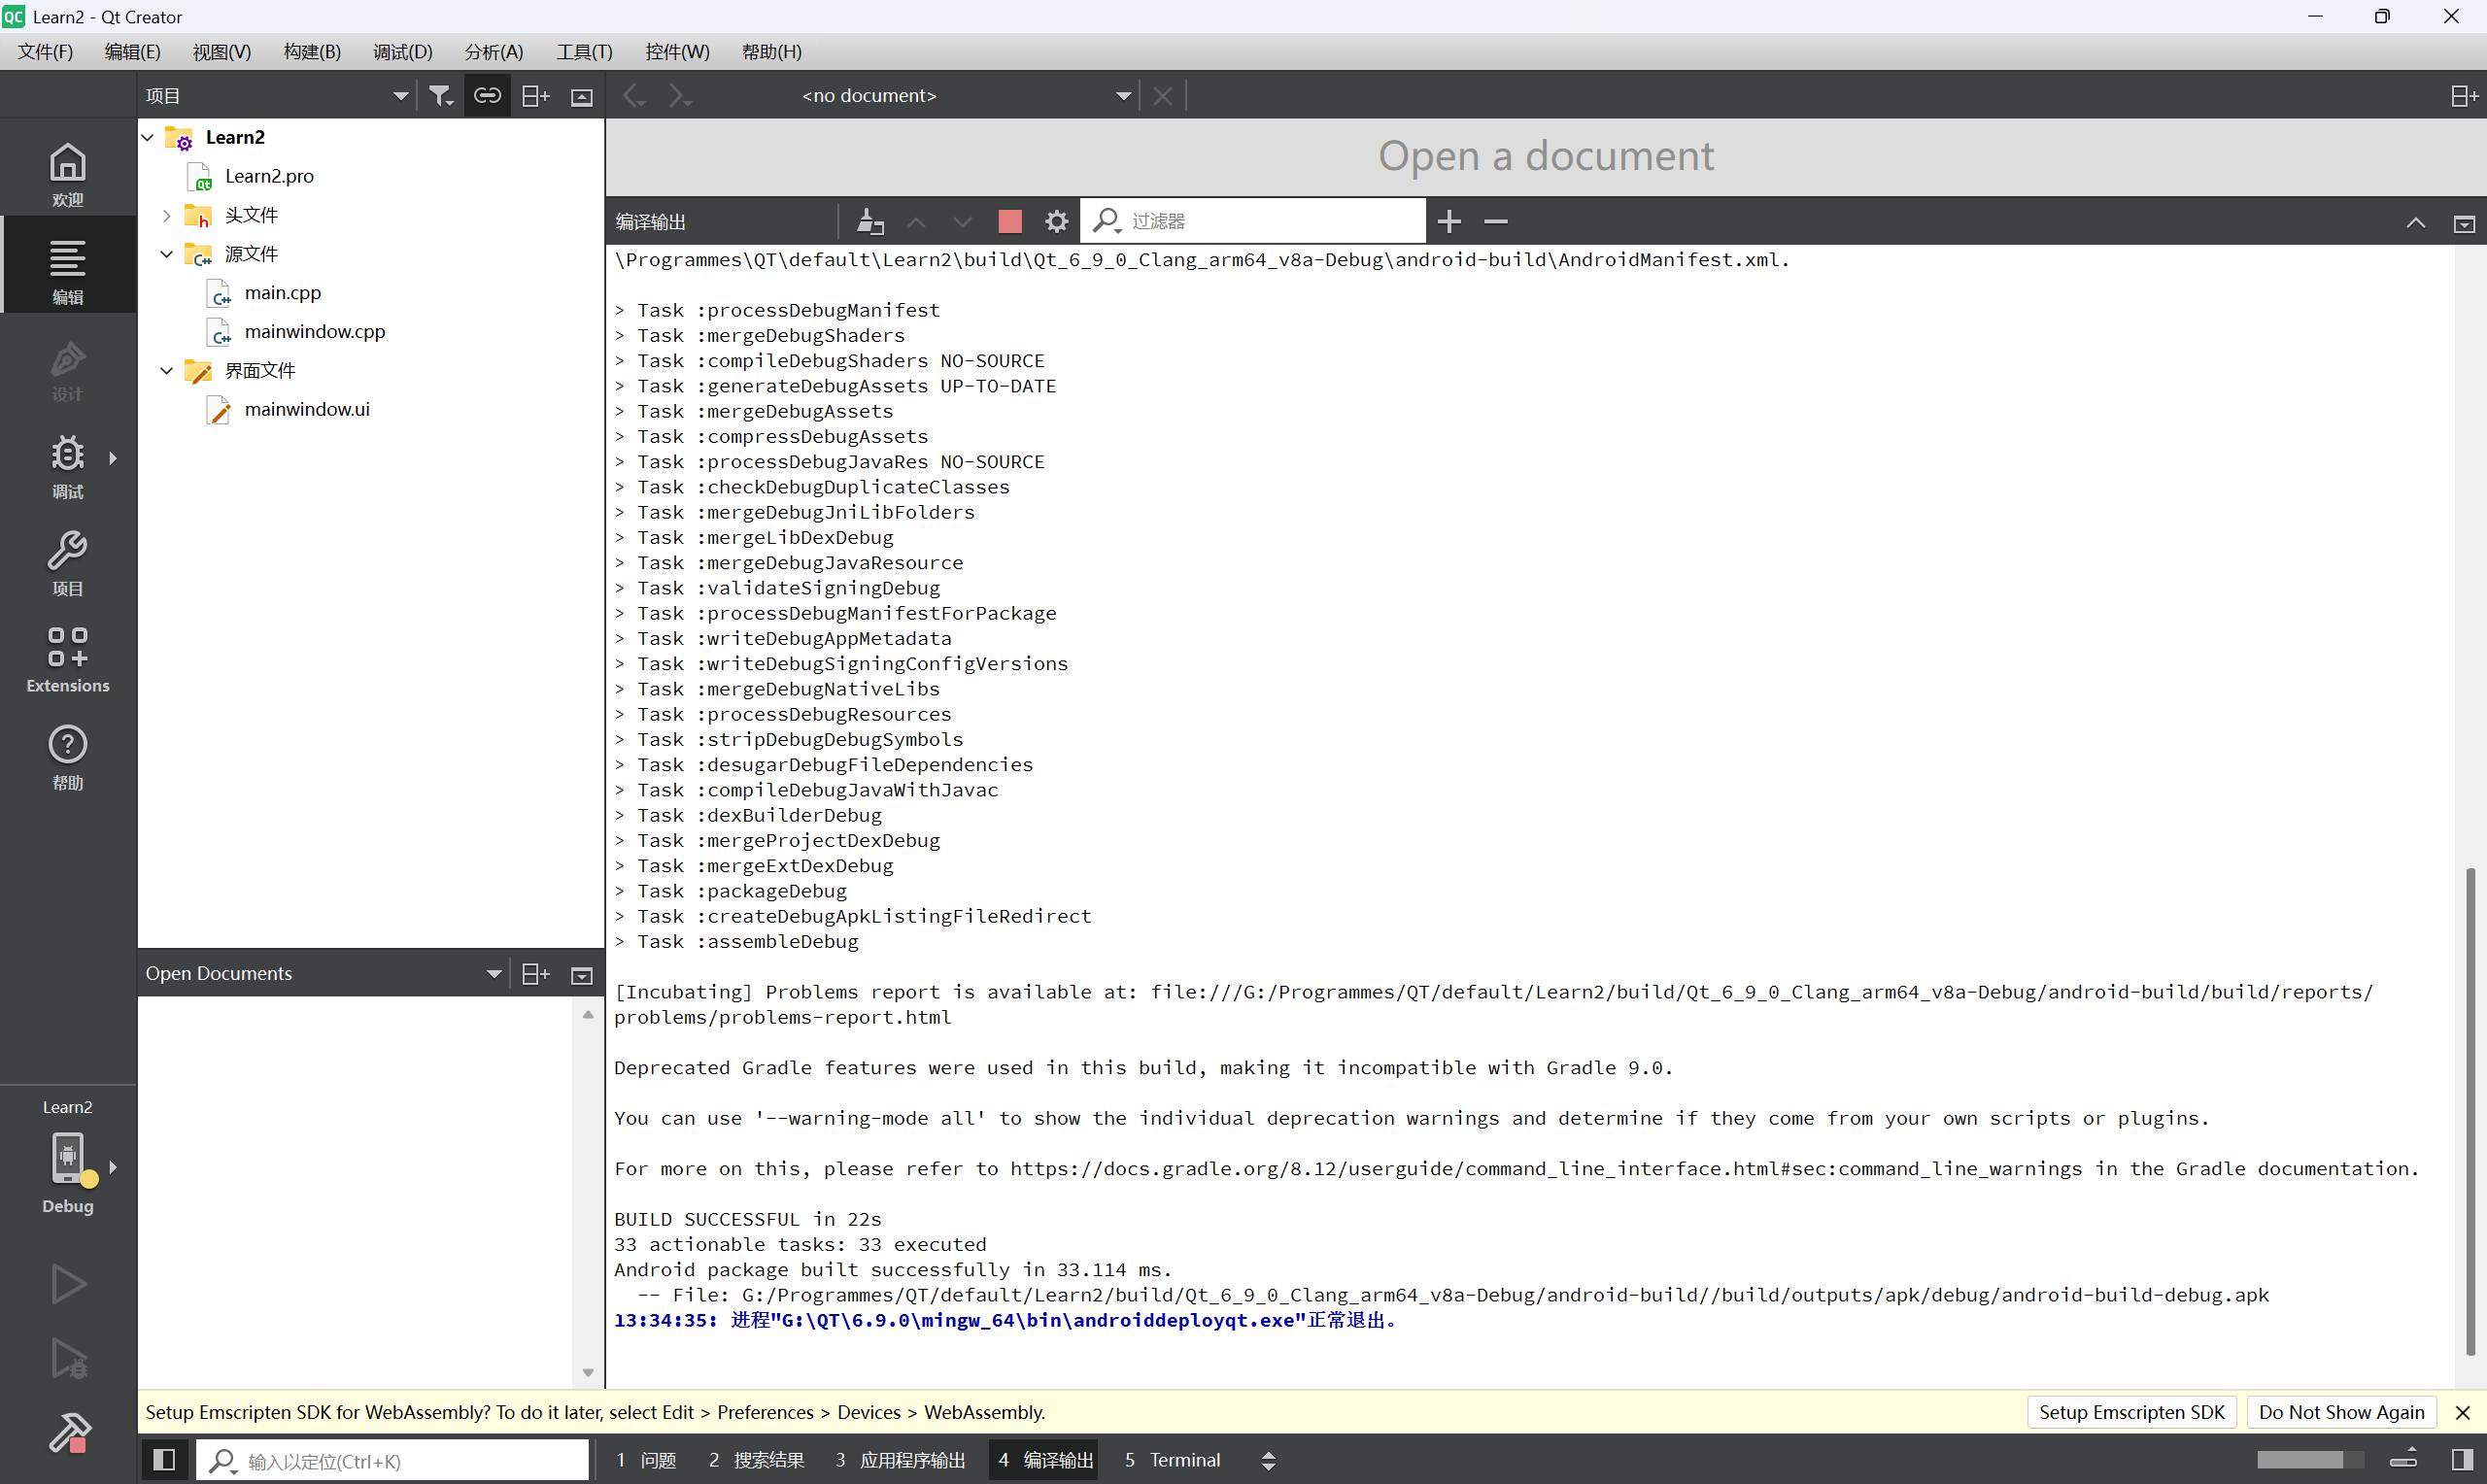 Learn2 - Qt Creator
文件(F) 编辑(E) 视图(V) 构建(B) 调试(D) 分析(A) 工具(T) 控件(W) 帮助(H)
项目
<no document>
欢迎
编辑
设计
调试
项目
Extensions
帮助
Learn2
Debug
Learn2
Learn2.pro
头文件
源文件
main.cpp
mainwindow.cpp
界面文件
mainwindow.ui
Open Documents
Open a document
编译输出
过滤器
\Programmes\QT\default\Learn2\build\Qt_6_9_0_Clang_arm64_v8a-Debug\android-build\AndroidManifest.xml.
> Task :processDebugManifest
> Task :mergeDebugShaders
> Task :compileDebugShaders NO-SOURCE
> Task :generateDebugAssets UP-TO-DATE
> Task :mergeDebugAssets
> Task :compressDebugAssets
> Task :processDebugJavaRes NO-SOURCE
> Task :checkDebugDuplicateClasses
> Task :mergeDebugJniLibFolders
> Task :mergeLibDexDebug
> Task :mergeDebugJavaResource
> Task :validateSigningDebug
> Task :processDebugManifestForPackage
> Task :writeDebugAppMetadata
> Task :writeDebugSigningConfigVersions
> Task :mergeDebugNativeLibs
> Task :processDebugResources
> Task :stripDebugDebugSymbols
> Task :desugarDebugFileDependencies
> Task :compileDebugJavaWithJavac
> Task :dexBuilderDebug
> Task :mergeProjectDexDebug
> Task :mergeExtDexDebug
> Task :packageDebug
> Task :createDebugApkListingFileRedirect
> Task :assembleDebug
[Incubating] Problems report is available at: file:///G:/Programmes/QT/default/Learn2/build/Qt_6_9_0_Clang_arm64_v8a-Debug/android-build/build/reports/
problems/problems-report.html
Deprecated Gradle features were used in this build, making it incompatible with Gradle 9.0.
You can use '--warning-mode all' to show the individual deprecation warnings and determine if they come from your own scripts or plugins.
For more on this, please refer to https://docs.gradle.org/8.12/userguide/command_line_interface.html#sec:command_line_warnings in the Gradle documentation.
BUILD SUCCESSFUL in 22s
33 actionable tasks: 33 executed
Android package built successfully in 33.114 ms.
-- File: G:/Programmes/QT/default/Learn2/build/Qt_6_9_0_Clang_arm64_v8a-Debug/android-build//build/outputs/apk/debug/android-build-debug.apk
13:34:35: 进程"G:\QT\6.9.0\mingw_64\bin\androiddeployqt.exe"正常退出。
Setup Emscripten SDK for WebAssembly? To do it later, select Edit > Preferences > Devices > WebAssembly.
Setup Emscripten SDK
Do Not Show Again
输入以定位(Ctrl+K)
1 问题 2 搜索结果 3 应用程序输出 4 编译输出 5 Terminal